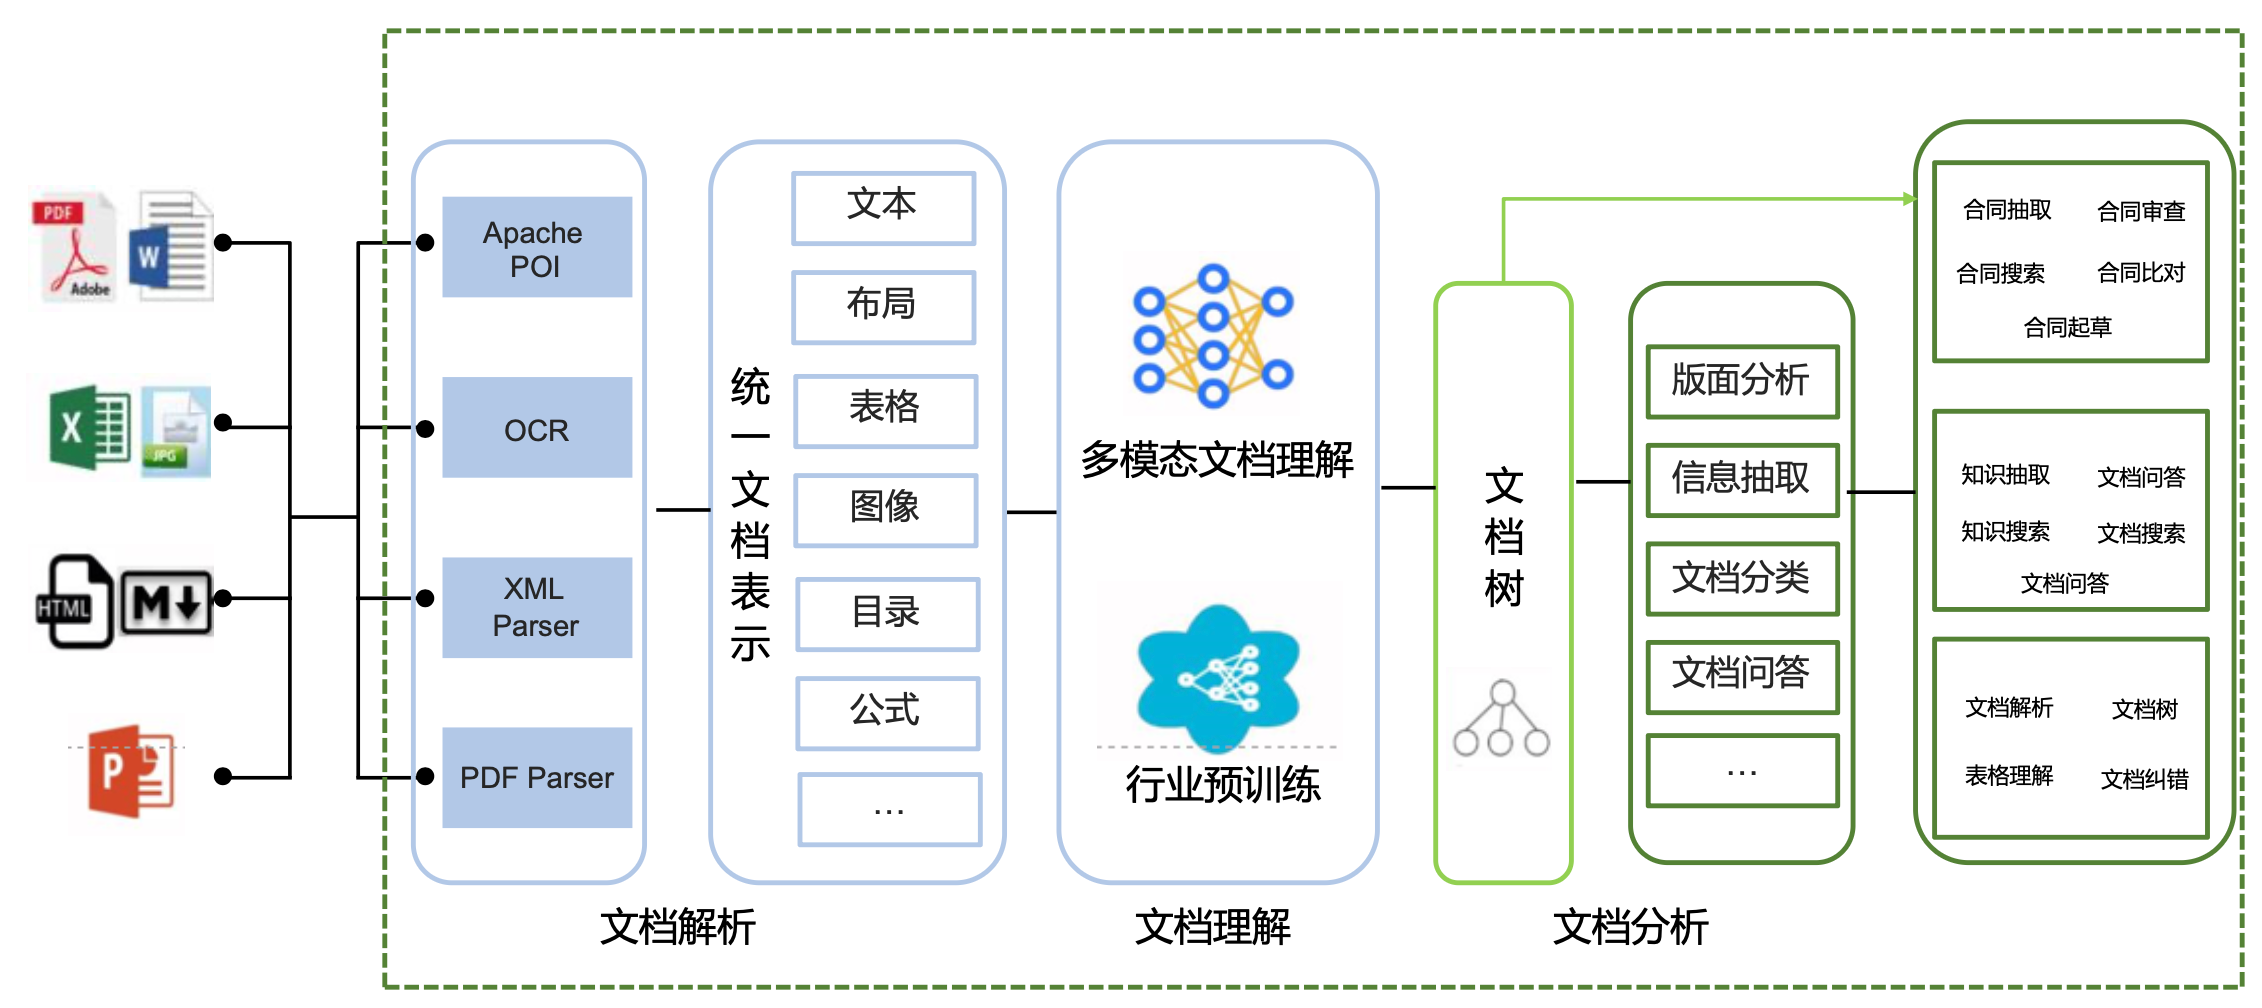 PDF
Adobe
W
X
JPG
HTML
M
P
Apache
POI
OCR
XML
Parser
PDF Parser
统一文档表示
文本
布局
表格
图像
目录
公式
...
多模态文档理解
行业预训练
文档树
版面分析
信息抽取
文档分类
文档问答
...
合同抽取 合同审查
合同搜索 合同比对
合同起草
知识抽取 文档问答
知识搜索 文档搜索
文档问答
文档解析 文档树
表格理解 文档纠错
文档解析
文档理解
文档分析